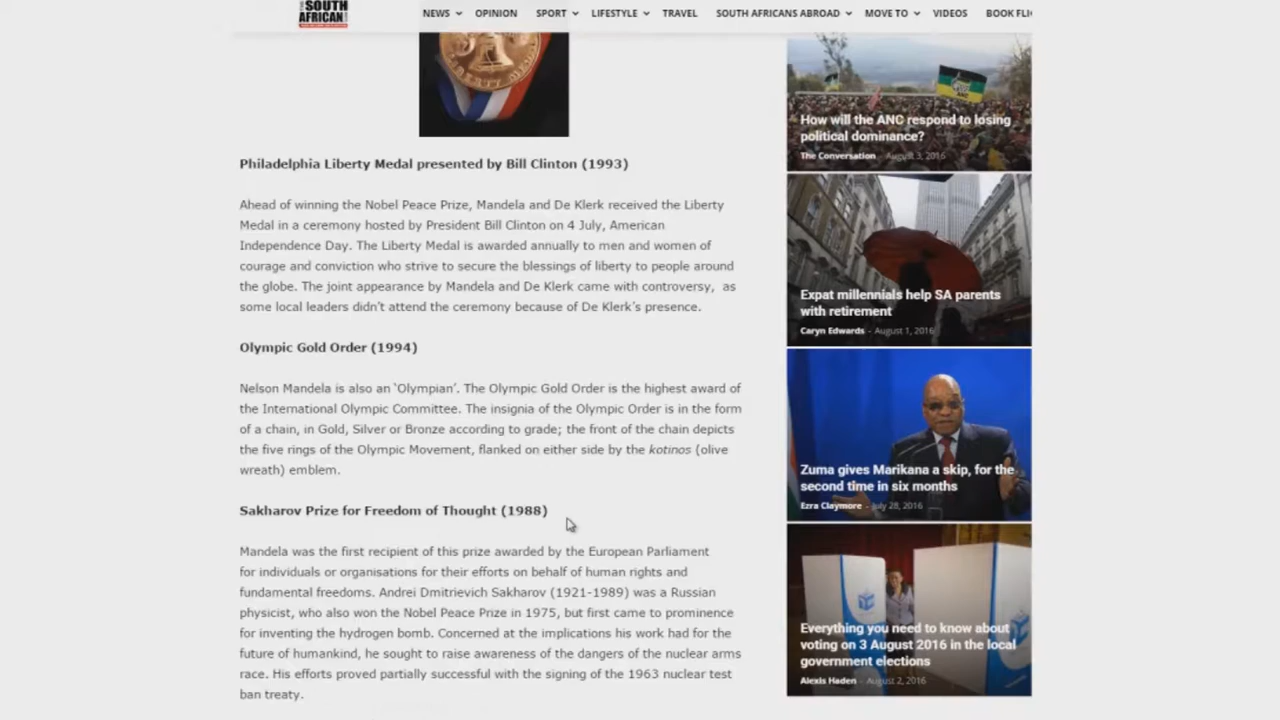 THE SOUTH
AFRICAN
NEWS OPINION SPORT LIFESTYLE TRAVEL SOUTH AFRICANS ABROAD MOVE TO VIDEOS BOOK
LIBERTY MEDAL
Philadelphia Liberty Medal presented by Bill Clinton (1993)
Ahead of winning the Nobel Peace Prize, Mandela and De Klerk received the Liberty
Medal in a ceremony hosted by President Bill Clinton on 4 July, American
Independence Day. The Liberty Medal is awarded annually to men and women of
courage and conviction who strive to secure the blessings of liberty to people around
the globe. The joint appearance by Mandela and De Klerk came with controversy, as
some local leaders didn't attend the ceremony because of De Klerk's presence.
Olympic Gold Order (1994)
Nelson Mandela is also an ‘Olympian’. The Olympic Gold Order is the highest award of
the International Olympic Committee. The insignia of the Olympic Order is in the form
of a chain, in Gold, Silver or Bronze according to grade; the front of the chain depicts
the five rings of the Olympic Movement, flanked on either side by the kotinos (olive
wreath) emblem.
Sakharov Prize for Freedom of Thought (1988)
Mandela was the first recipient of this prize awarded by the European Parliament
for individuals or organisations for their efforts on behalf of human rights and
fundamental freedoms. Andrei Dmitrievich Sakharov (1921-1989) was a Russian
physicist, who also won the Nobel Peace Prize in 1975, but first came to prominence
for inventing the hydrogen bomb. Concerned at the implications his work had for the
future of humankind, he sought to raise awareness of the dangers of the nuclear arms
race. His efforts proved partially successful with the signing of the 1963 nuclear test
ban treaty.
ANC
How will the ANC respond to losing
political dominance?
The Conversation - August 3, 2016
Expat millennials help SA parents
with retirement
Caryn Edwards - August 1, 2016
Zuma gives Marikana a skip, for the
second time in six months
Ezra Claymore - July 28, 2016
Everything you need to know about
voting on 3 August 2016 in the local
government elections
Alexis Haden - August 2, 2016